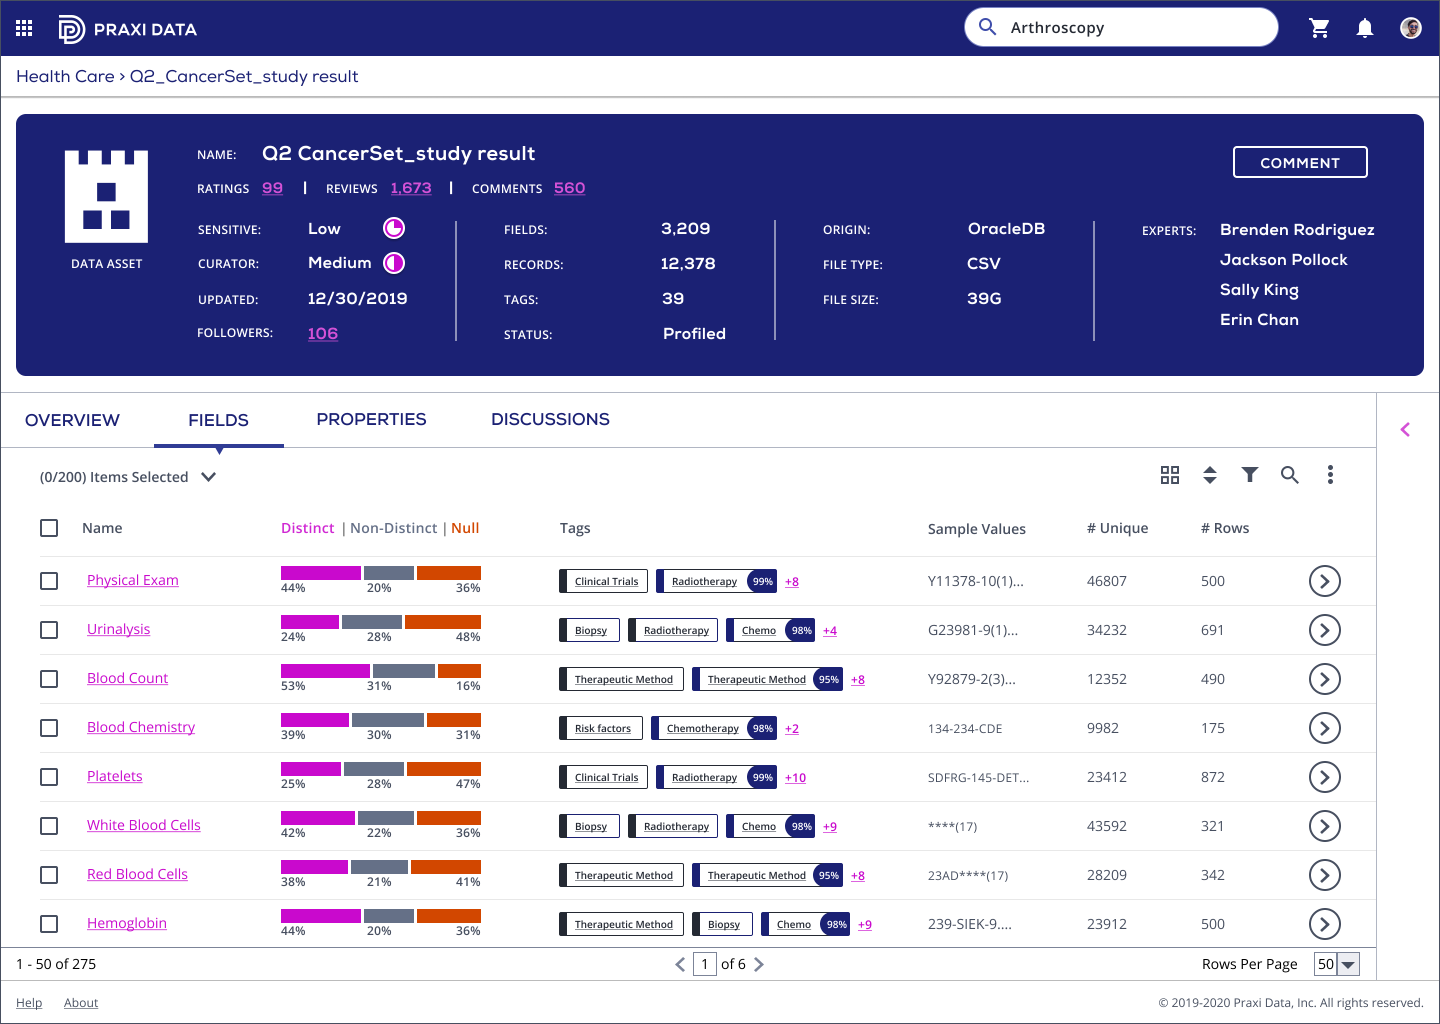 PRAXI DATA
Arthroscopy
Health Care › Q2_CancerSet_study result
NAME: Q2 CancerSet_study result
COMMENT
RATINGS 99 | REVIEWS 1,673 | COMMENTS 560
DATA ASSET
SENSITIVE: Low
CURATOR: Medium
UPDATED: 12/30/2019
FOLLOWERS: 106
FIELDS: 3,209
RECORDS: 12,378
TAGS: 39
STATUS: Profiled
ORIGIN: OracleDB
FILE TYPE: CSV
FILE SIZE: 39G
EXPERTS: Brenden Rodriguez
Jackson Pollock
Sally King
Erin Chan
OVERVIEW FIELDS PROPERTIES DISCUSSIONS
(0/200) Items Selected
Name Distinct | Non-Distinct | Null Tags Sample Values # Unique # Rows
Physical Exam 44% 20% 36% Clinical Trials Radiotherapy 99% +8 Y11378-10(1)... 46807 500
Urinalysis 24% 28% 48% Biopsy Radiotherapy Chemo 98% +4 G23981-9(1)... 34232 691
Blood Count 53% 31% 16% Therapeutic Method Therapeutic Method 95% +8 Y92879-2(3)... 12352 490
Blood Chemistry 39% 30% 31% Risk factors Chemotherapy 98% +2 134-234-CDE 9982 175
Platelets 25% 28% 47% Clinical Trials Radiotherapy 99% +10 SDFRG-145-DET... 23412 872
White Blood Cells 42% 22% 36% Biopsy Radiotherapy Chemo 98% +9 ****(17) 43592 321
Red Blood Cells 38% 21% 41% Therapeutic Method Therapeutic Method 95% +8 23AD****(17) 28209 342
Hemoglobin 44% 20% 36% Therapeutic Method Biopsy Chemo 98% +9 239-SIEK-9.... 23912 500
1 - 50 of 275 1 of 6 Rows Per Page 50
Help About © 2019-2020 Praxi Data, Inc. All rights reserved.